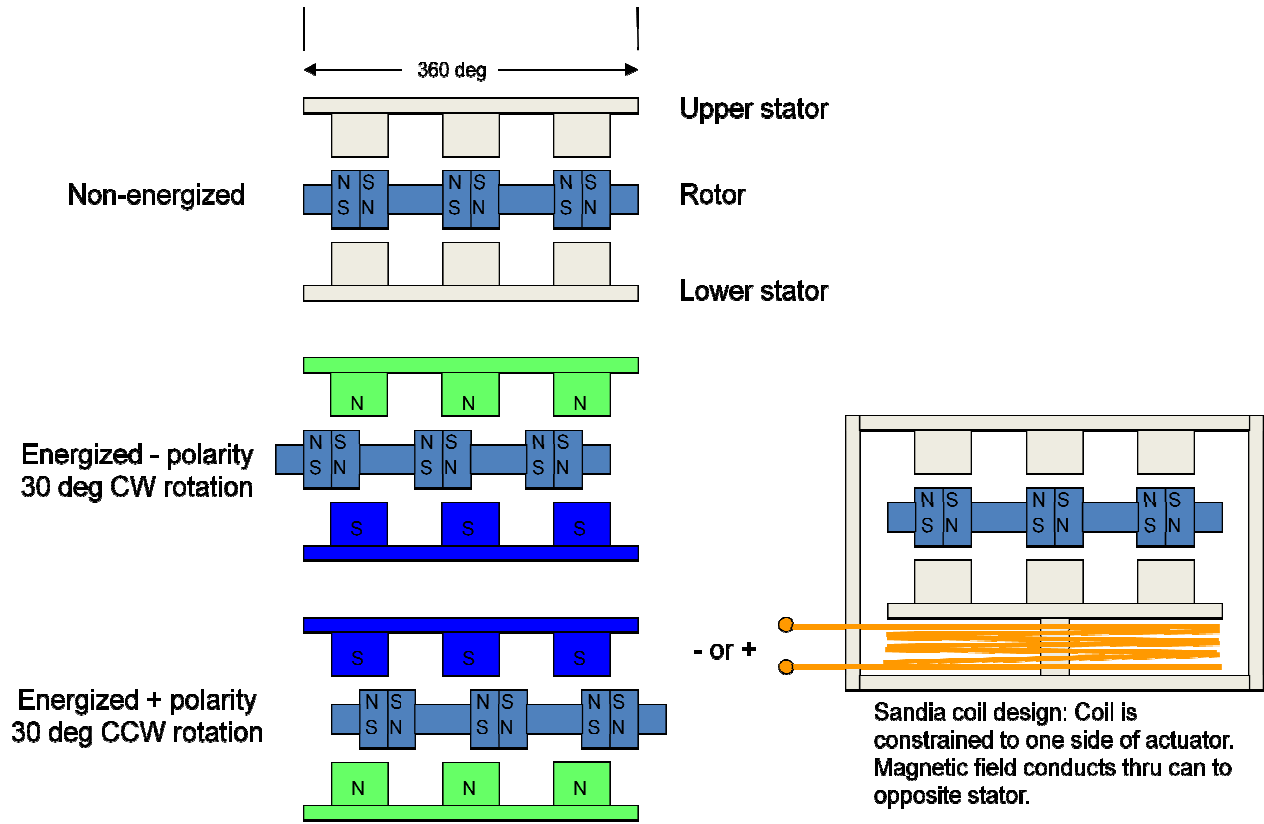 360 deg
Upper stator
Non-energized
N S N S N S
S N S N S N
Rotor
Lower stator
N N N
Energized - polarity
30 deg CW rotation
N S N S N S
S N S N S N
S S S
S S S
Energized + polarity
30 deg CCW rotation
N S N S N S
S N S N S N
N N N
- or +
N S N S N S
S N S N S N
Sandia coil design: Coil is
constrained to one side of actuator.
Magnetic field conducts thru can to
opposite stator.